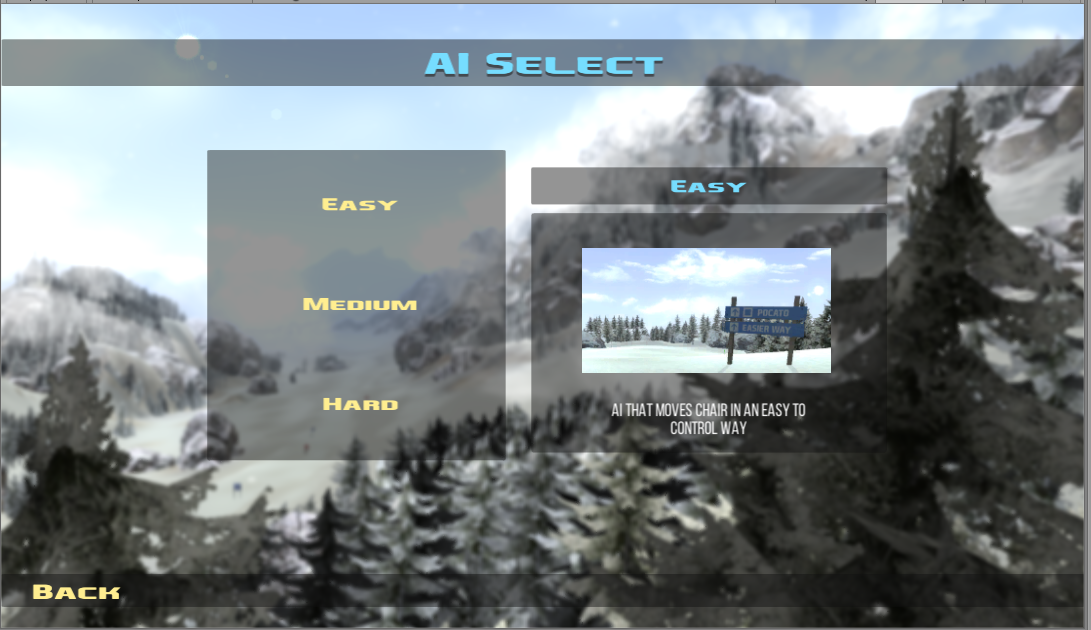 AI Select
Easy
Medium
Hard
Easy
POCATO
EASIER WAY
AI THAT MOVES CHAIR IN AN EASY TO
CONTROL WAY
Back